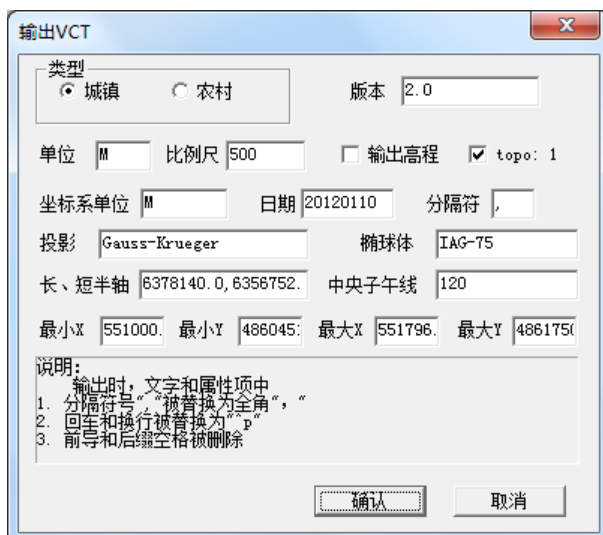 输出VCT
类型
城镇 农村 版本 2.0
单位 M 比例尺 500 输出高程 topo: 1
坐标系单位 M 日期 20120110 分隔符 ,
投影 Gauss-Krueger 椭球体 IAG-75
长、短半轴 6378140.0,6356752. 中央子午线 120
最小X 551000. 最小Y 486045 最大X 551796. 最大Y 486175
说明:
输出时，文字和属性项中
1. 分隔符号","被替换为全角"，"
2. 回车和换行被替换为"^p"
3. 前导和后缀空格被删除
确认 取消